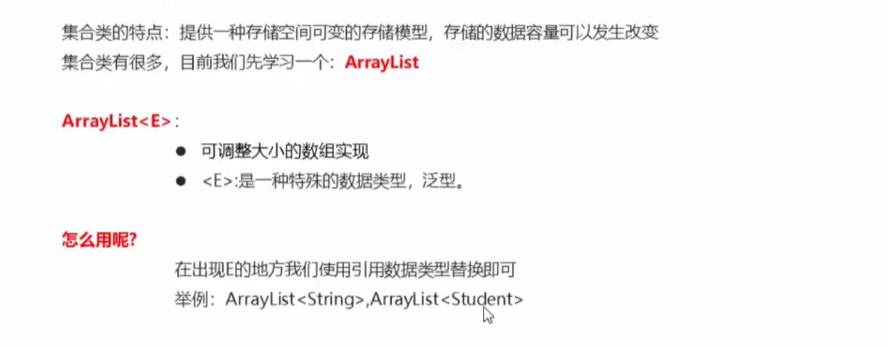 集合类的特点：提供一种存储空间可变的存储模型，存储的数据容量可以发生改变
集合类有很多，目前我们先学习一个：ArrayList
ArrayList<E>：
● 可调整大小的数组实现
● <E>:是一种特殊的数据类型，泛型。
怎么用呢?
在出现E的地方我们使用引用数据类型替换即可
举例：ArrayList<String>,ArrayList<Student>